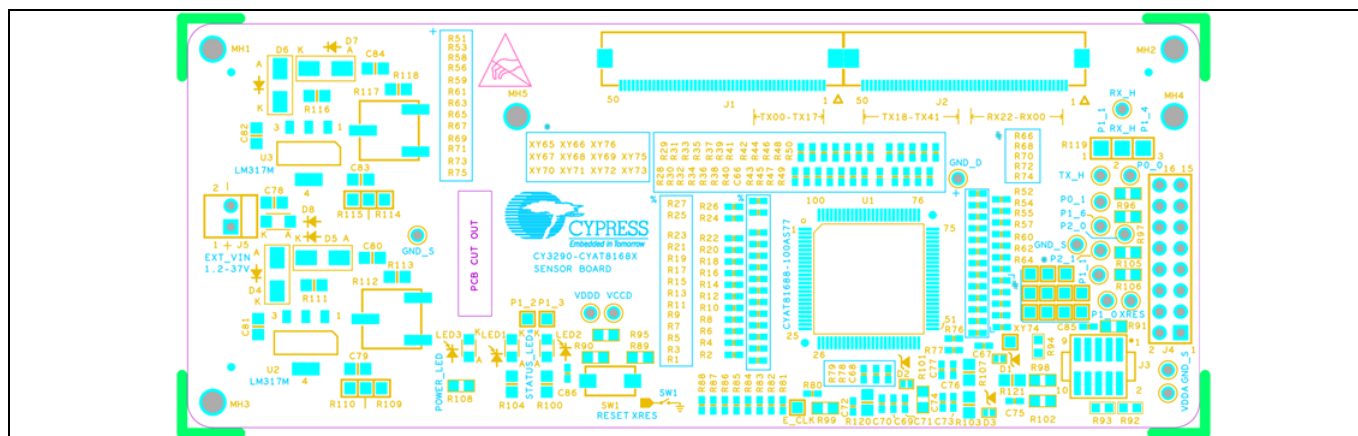 MH1
D6
K
D7
A
C84
A
K
R116
R117
R118
C82
3
1
U3
LM317M
4
C83
R115
R114
2
C78
1
+
J5
EXT_VIN
1.2-37V
K
A
D8
K
D5
A
A
K
D4
C80
R113
R112
R111
GND_S
C81
3
1
U2
LM317M
4
C79
R110
R109
MH3
R51
R53
R58
R56
R59
R61
R63
R65
R67
R69
R71
R73
R75
MH5
PCB CUT OUT
XY65 XY66 XY76
XY67 XY68 XY69 XY75
XY70 XY71 XY72 XY73
CYPRESS
Embedded in Tomorrow
CY3290-CYAT8168X
SENSOR BOARD
P1_2
P1_3
VDDD
VCCD
LED3
K
A
LED1
K
A
LED2
K
A
POWER_LED
STATUS_LEDs
R108
R104
R100
R90
R95
R89
C86
SW1
RESET
XRES
SW1
50
J1
1
50
J2
1
TX00-TX17
TX18-TX41
RX22-RX00
R29
R31
R33
R35
R37
R39
R41
C42
R44
R46
R48
R50
R28
R30
R32
R34
R36
R38
R40
C66
R43
R45
R47
R49
R27
R25
R23
R21
R19
R17
R15
R13
R11
R9
R7
R5
R3
R1
R26
R24
R22
R20
R18
R16
R14
R12
R10
R8
R6
R4
R2
100
U1
76
1
75
CYAT81688-100AS77
25
26
51
GND_D
R66
R68
R70
R72
R74
R52
R54
R55
R57
R60
R62
R64
MH2
MH4
RX_H
P1_1
P1_4
RX_H
R119
1
3
P0_0
16
15
TX_H
P0_1
P1_6
P2_0
GND_S
P2_1
P1_1
R96
R97
R105
R106
P1_0
XRES
C85
R91
XY74
R76
R77
C67
R94
D1
R107
R98
R121
C75
R102
9
1
J3
10
2
R93
R92
2
J4
1
VDDA
GND_S
R88
R87
R86
R85
R84
R83
R82
R81
R80
E_CLK
R99
R79
R78
C68
C72
R120
C70
C69
C71
C73
R103
D3
D2
R101
C77
C76
C74